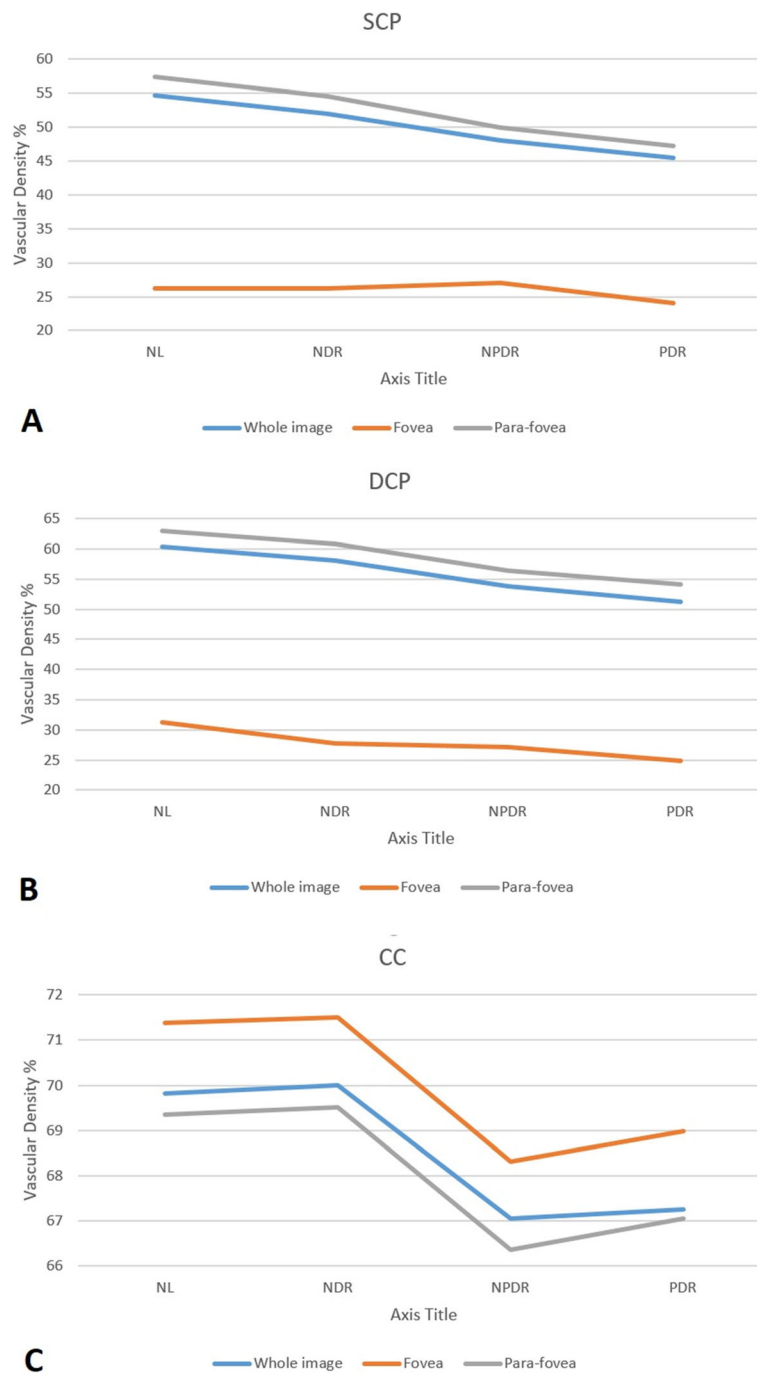 SCP
Vascular Density %
60
55
50
45
40
35
30
25
20
NL NDR NPDR PDR
Axis Title
A
Whole image Fovea Para-fovea
DCP
Vascular Density %
65
60
55
50
45
40
35
30
25
20
NL NDR NPDR PDR
Axis Title
B
Whole image Fovea Para-fovea
CC
Vascular Density %
72
71
70
69
68
67
66
NL NDR NPDR PDR
Axis Title
C
Whole image Fovea Para-fovea